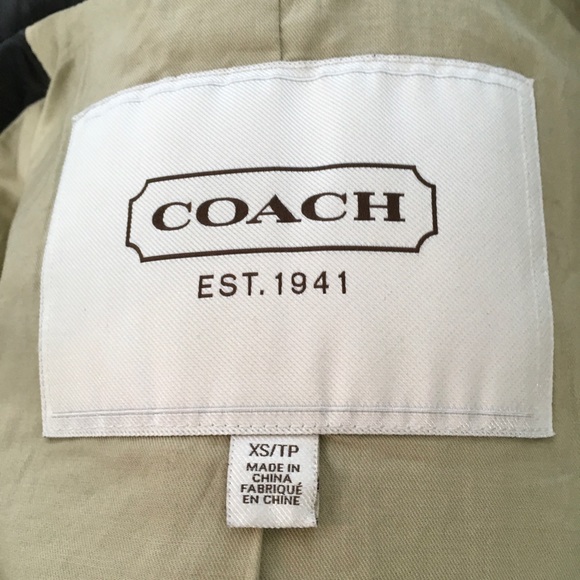 COACH
EST. 1941
XS/TP
MADE IN
CHINA
FABRIQUÉ
EN CHINE